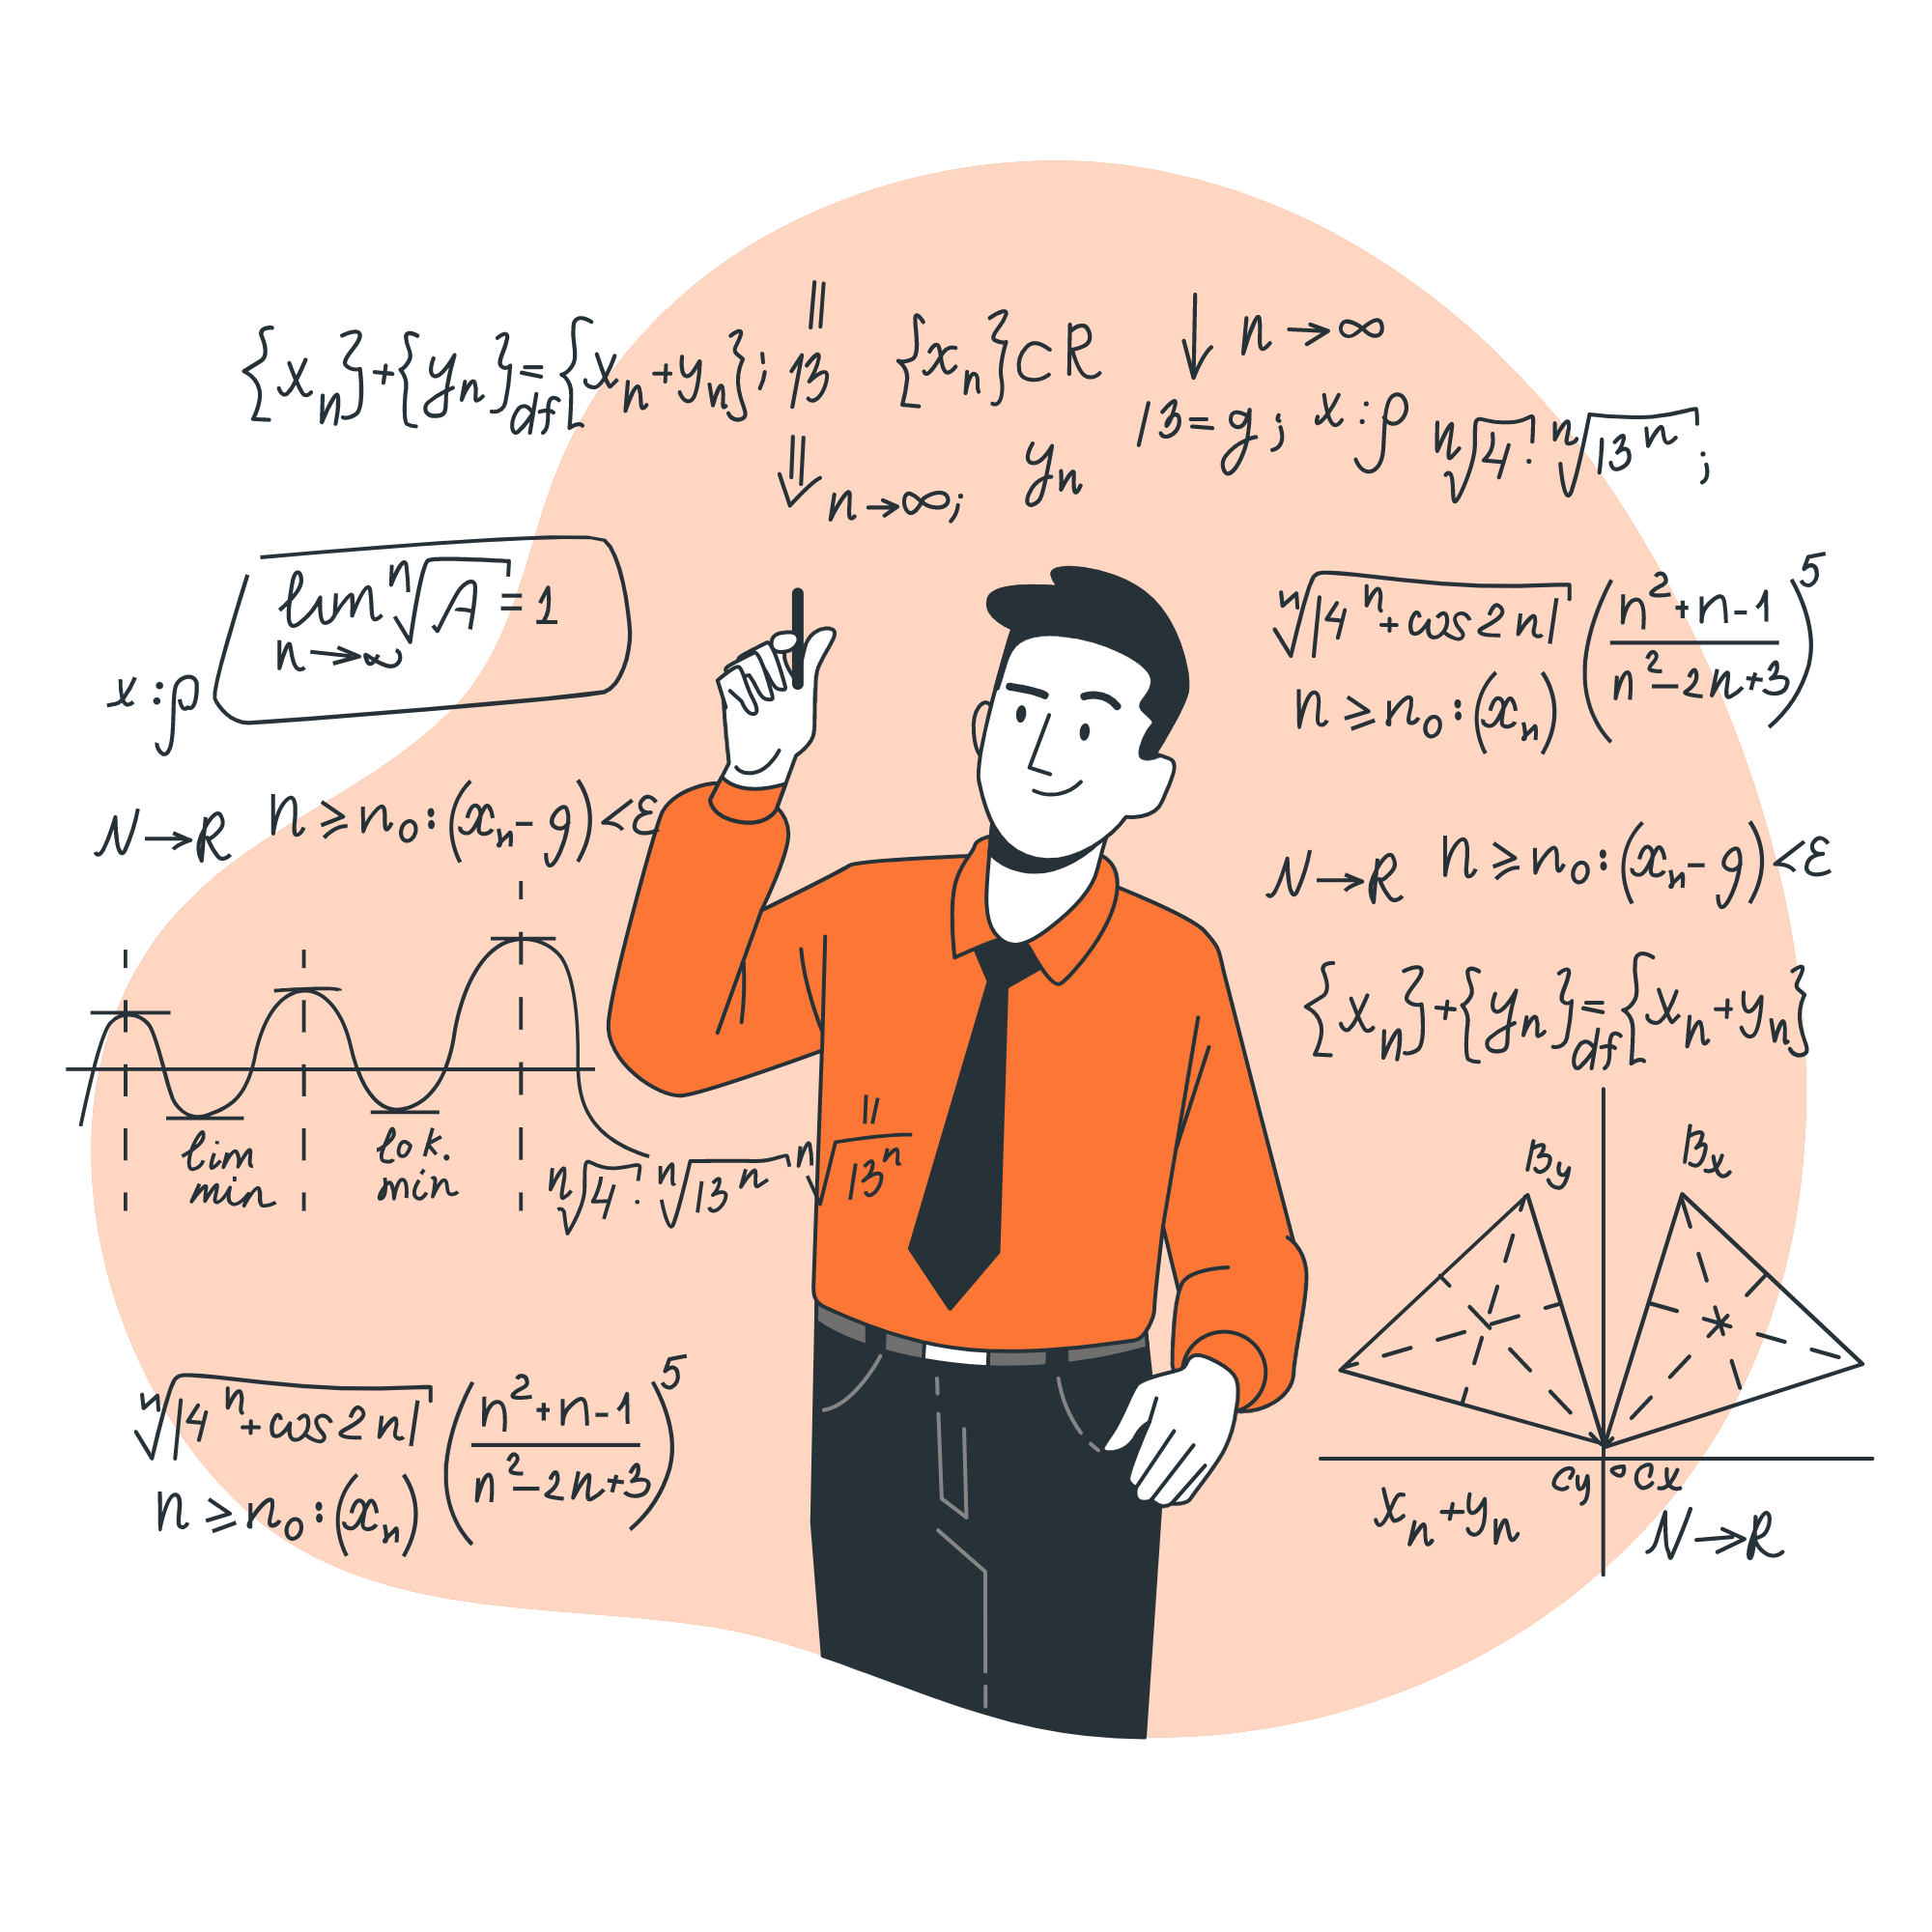 {xₙ}+{yₙ}=df{xₙ+yₙ}; 13
{xₙ}⊂R
↓ n→∞
⇓ n→∞;
yₙ
13=g; x:p ⁿ√4! ⁿ√13ⁿ;
lim ⁿ√A = 1
n→∞
x:p
ⁿ√|4ⁿ+cos2n| (n²+n-1 / n²-2n+3)⁵
n ≥ n₀: (xₙ)
N→R n ≥ n₀: (xₙ-g) <ε
N→R n ≥ n₀: (xₙ-g) <ε
{xₙ}+{yₙ}=df{xₙ+yₙ}
lim min
lok. min
ⁿ√4! ⁿ√13ⁿ ⁿ√13ⁿ
By Bx
ⁿ√|4ⁿ+cos2n| (n²+n-1 / n²-2n+3)⁵
n ≥ n₀: (xₙ)
cy cx
xₙ+yₙ N→R